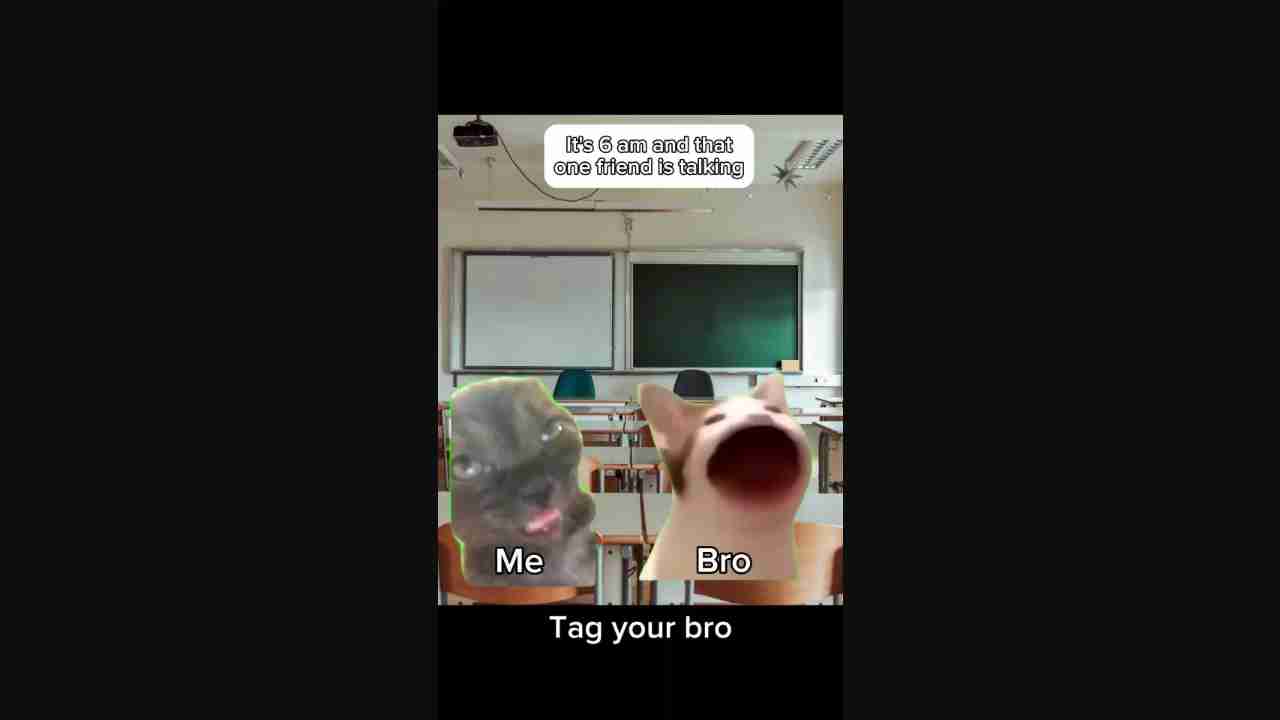 It's 6 am and that
one friend is talking
Me
Bro
Tag your bro